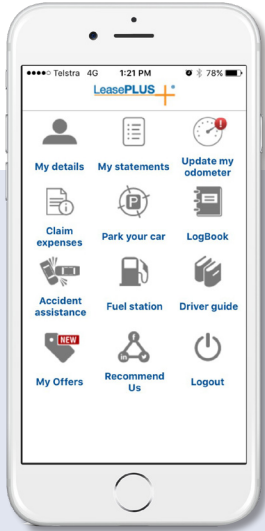 Telstra 4G 1:21 PM 78%
LeasePLUS
My details My statements Update my
odometer
Claim
expenses Park your car LogBook
Accident
assistance Fuel station Driver guide
NEW
My Offers Recommend
Us Logout